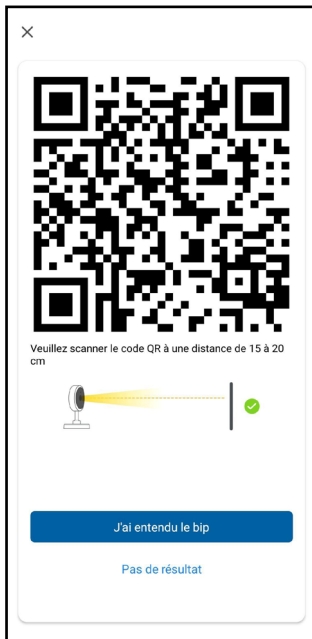 Veuillez scanner le code QR à une distance de 15 à 20
cm
J'ai entendu le bip
Pas de résultat